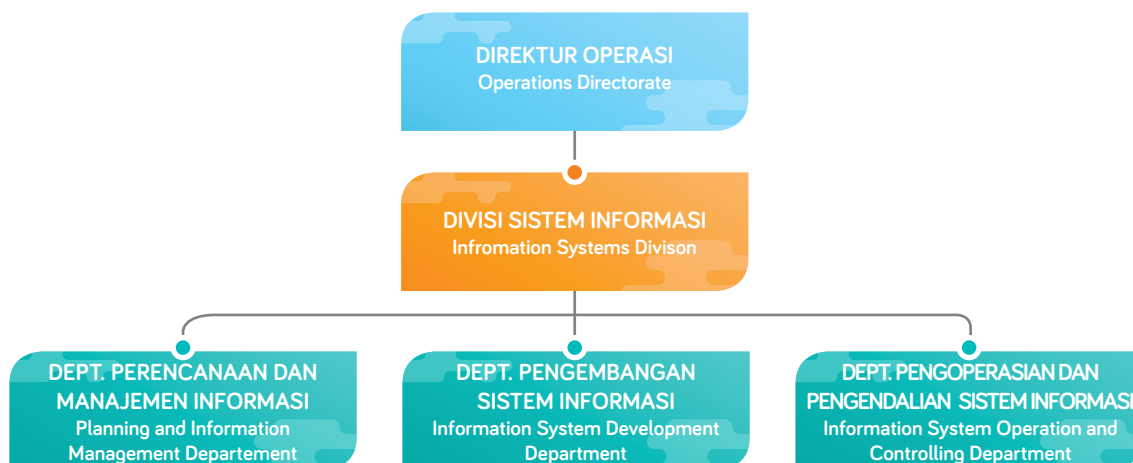 DIREKTUR OPERASI
Operations Directorate
DIVISI SISTEM INFORMASI
Infromation Systems Divison
DEPT. PERENCANAAN DAN
MANAJEMEN INFORMASI
Planning and Information
Management Departement
DEPT. PENGEMBANGAN
SISTEM INFORMASI
Information System Development
Department
DEPT. PENGOPERASIAN DAN
PENGENDALIAN SISTEM INFORMASI
Information System Operation and
Controlling Department